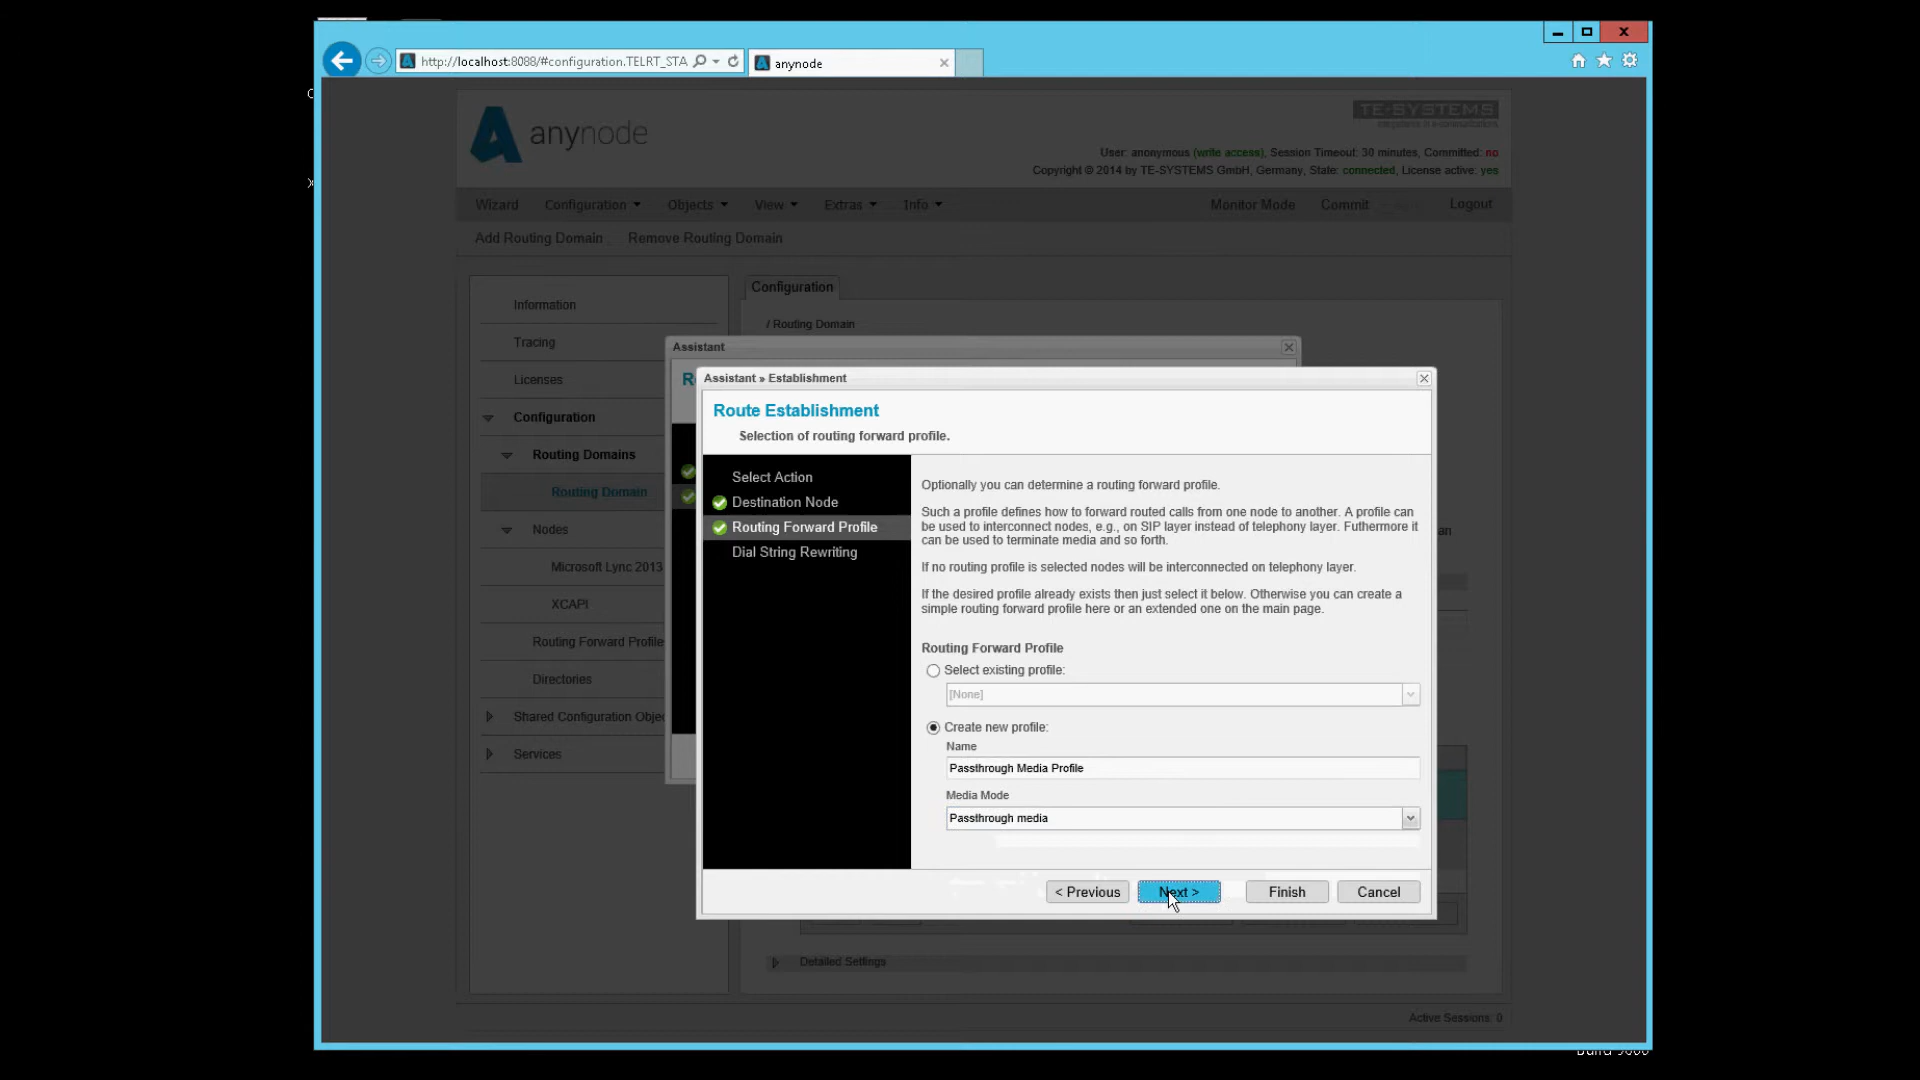 http://localhost:8088/#configuration.TELRT_STA
anynode
anynode
TE-SYSTEMS
User: anonymous (write access), Session Timeout: 30 minutes, Committed: no
Copyright © 2014 by TE-SYSTEMS GmbH, Germany, State: connected, License active: yes
Wizard Configuration Objects View Extras Info Monitor Mode Commit Logout
Add Routing Domain Remove Routing Domain
Information
Tracing
Licenses
Configuration
Routing Domains
Routing Domain
Nodes
Microsoft Lync 2013
XCAPI
Routing Forward Profile
Directories
Shared Configuration Objec
Services
Configuration
/ Routing Domain
Assistant
Assistant » Establishment
Route Establishment
Selection of routing forward profile.
Select Action
Destination Node
Routing Forward Profile
Dial String Rewriting
Optionally you can determine a routing forward profile.
Such a profile defines how to forward routed calls from one node to another. A profile can
be used to interconnect nodes, e.g., on SIP layer instead of telephony layer. Futhermore it
can be used to terminate media and so forth.
If no routing profile is selected nodes will be interconnected on telephony layer.
If the desired profile already exists then just select it below. Otherwise you can create a
simple routing forward profile here or an extended one on the main page.
Routing Forward Profile
Select existing profile:
[None]
Create new profile:
Name
Passthrough Media Profile
Media Mode
Passthrough media
< Previous Next > Finish Cancel
Detailed Settings
Active Sessions: 0